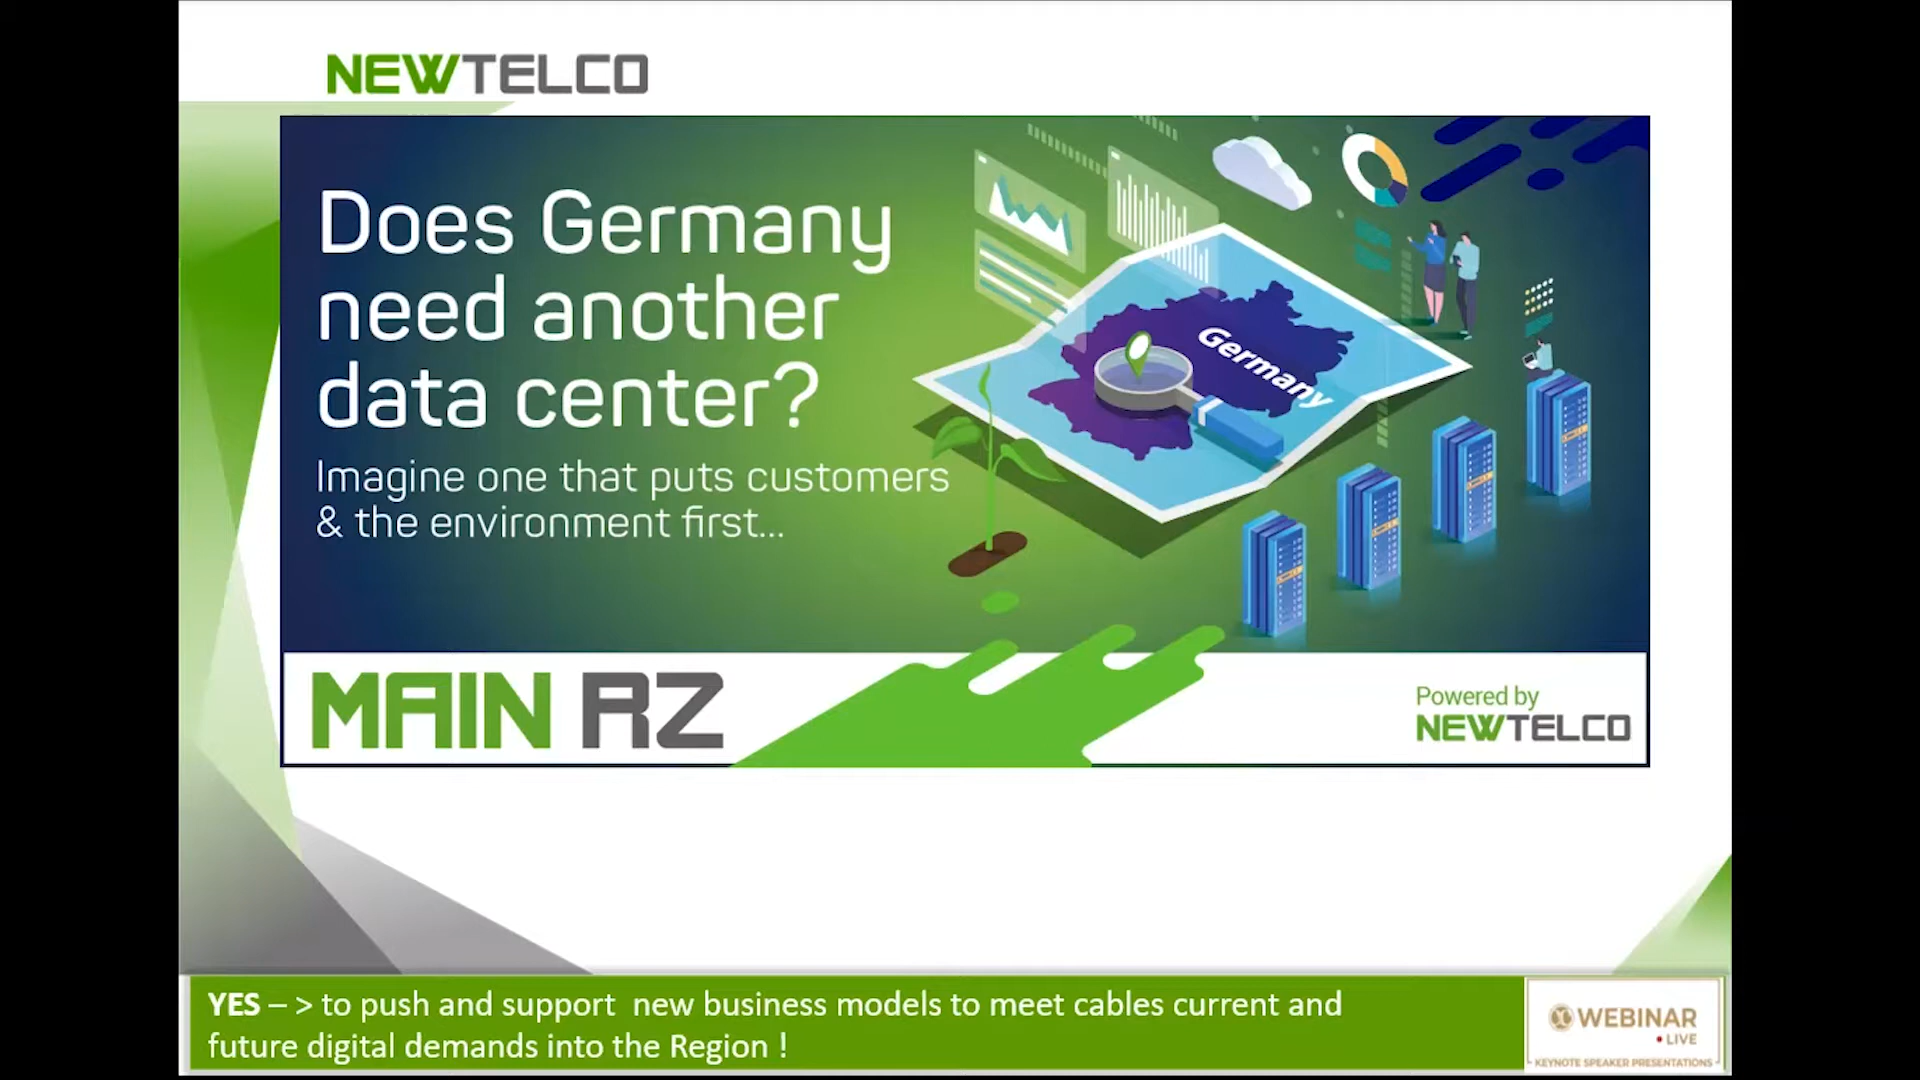 NEWTELCO
Does Germany
need another
data center?
Imagine one that puts customers
& the environment first...
Germany
MAIN RZ
Powered by
NEWTELCO
YES – > to push and support  new business models to meet cables current and
future digital demands into the Region !
WEBINAR
• LIVE
KEYNOTE SPEAKER PRESENTATIONS